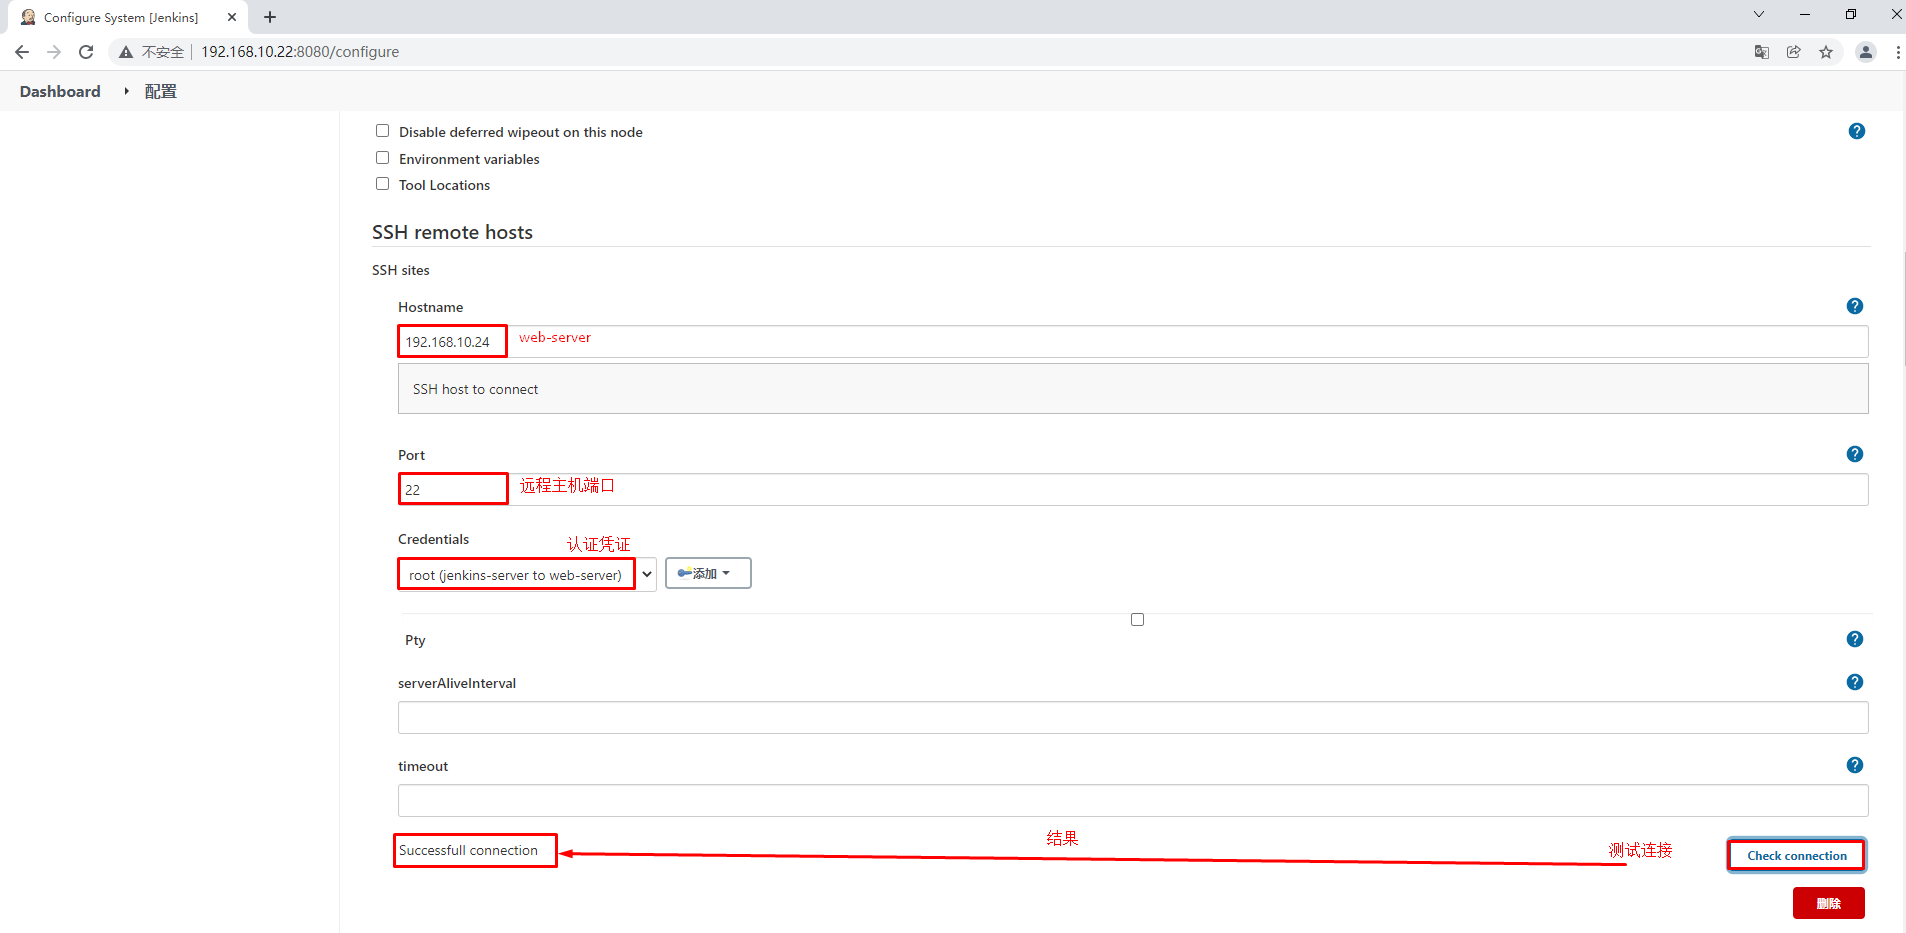 Configure System [Jenkins]
不安全 192.168.10.22:8080/configure
Dashboard 配置
Disable deferred wipeout on this node
Environment variables
Tool Locations
SSH remote hosts
SSH sites
Hostname
192.168.10.24 web-server
SSH host to connect
Port
22 远程主机端口
Credentials 认证凭证
root (jenkins-server to web-server) 添加
Pty
serverAliveInterval
timeout
结果
Successfull connection 测试连接 Check connection
删除